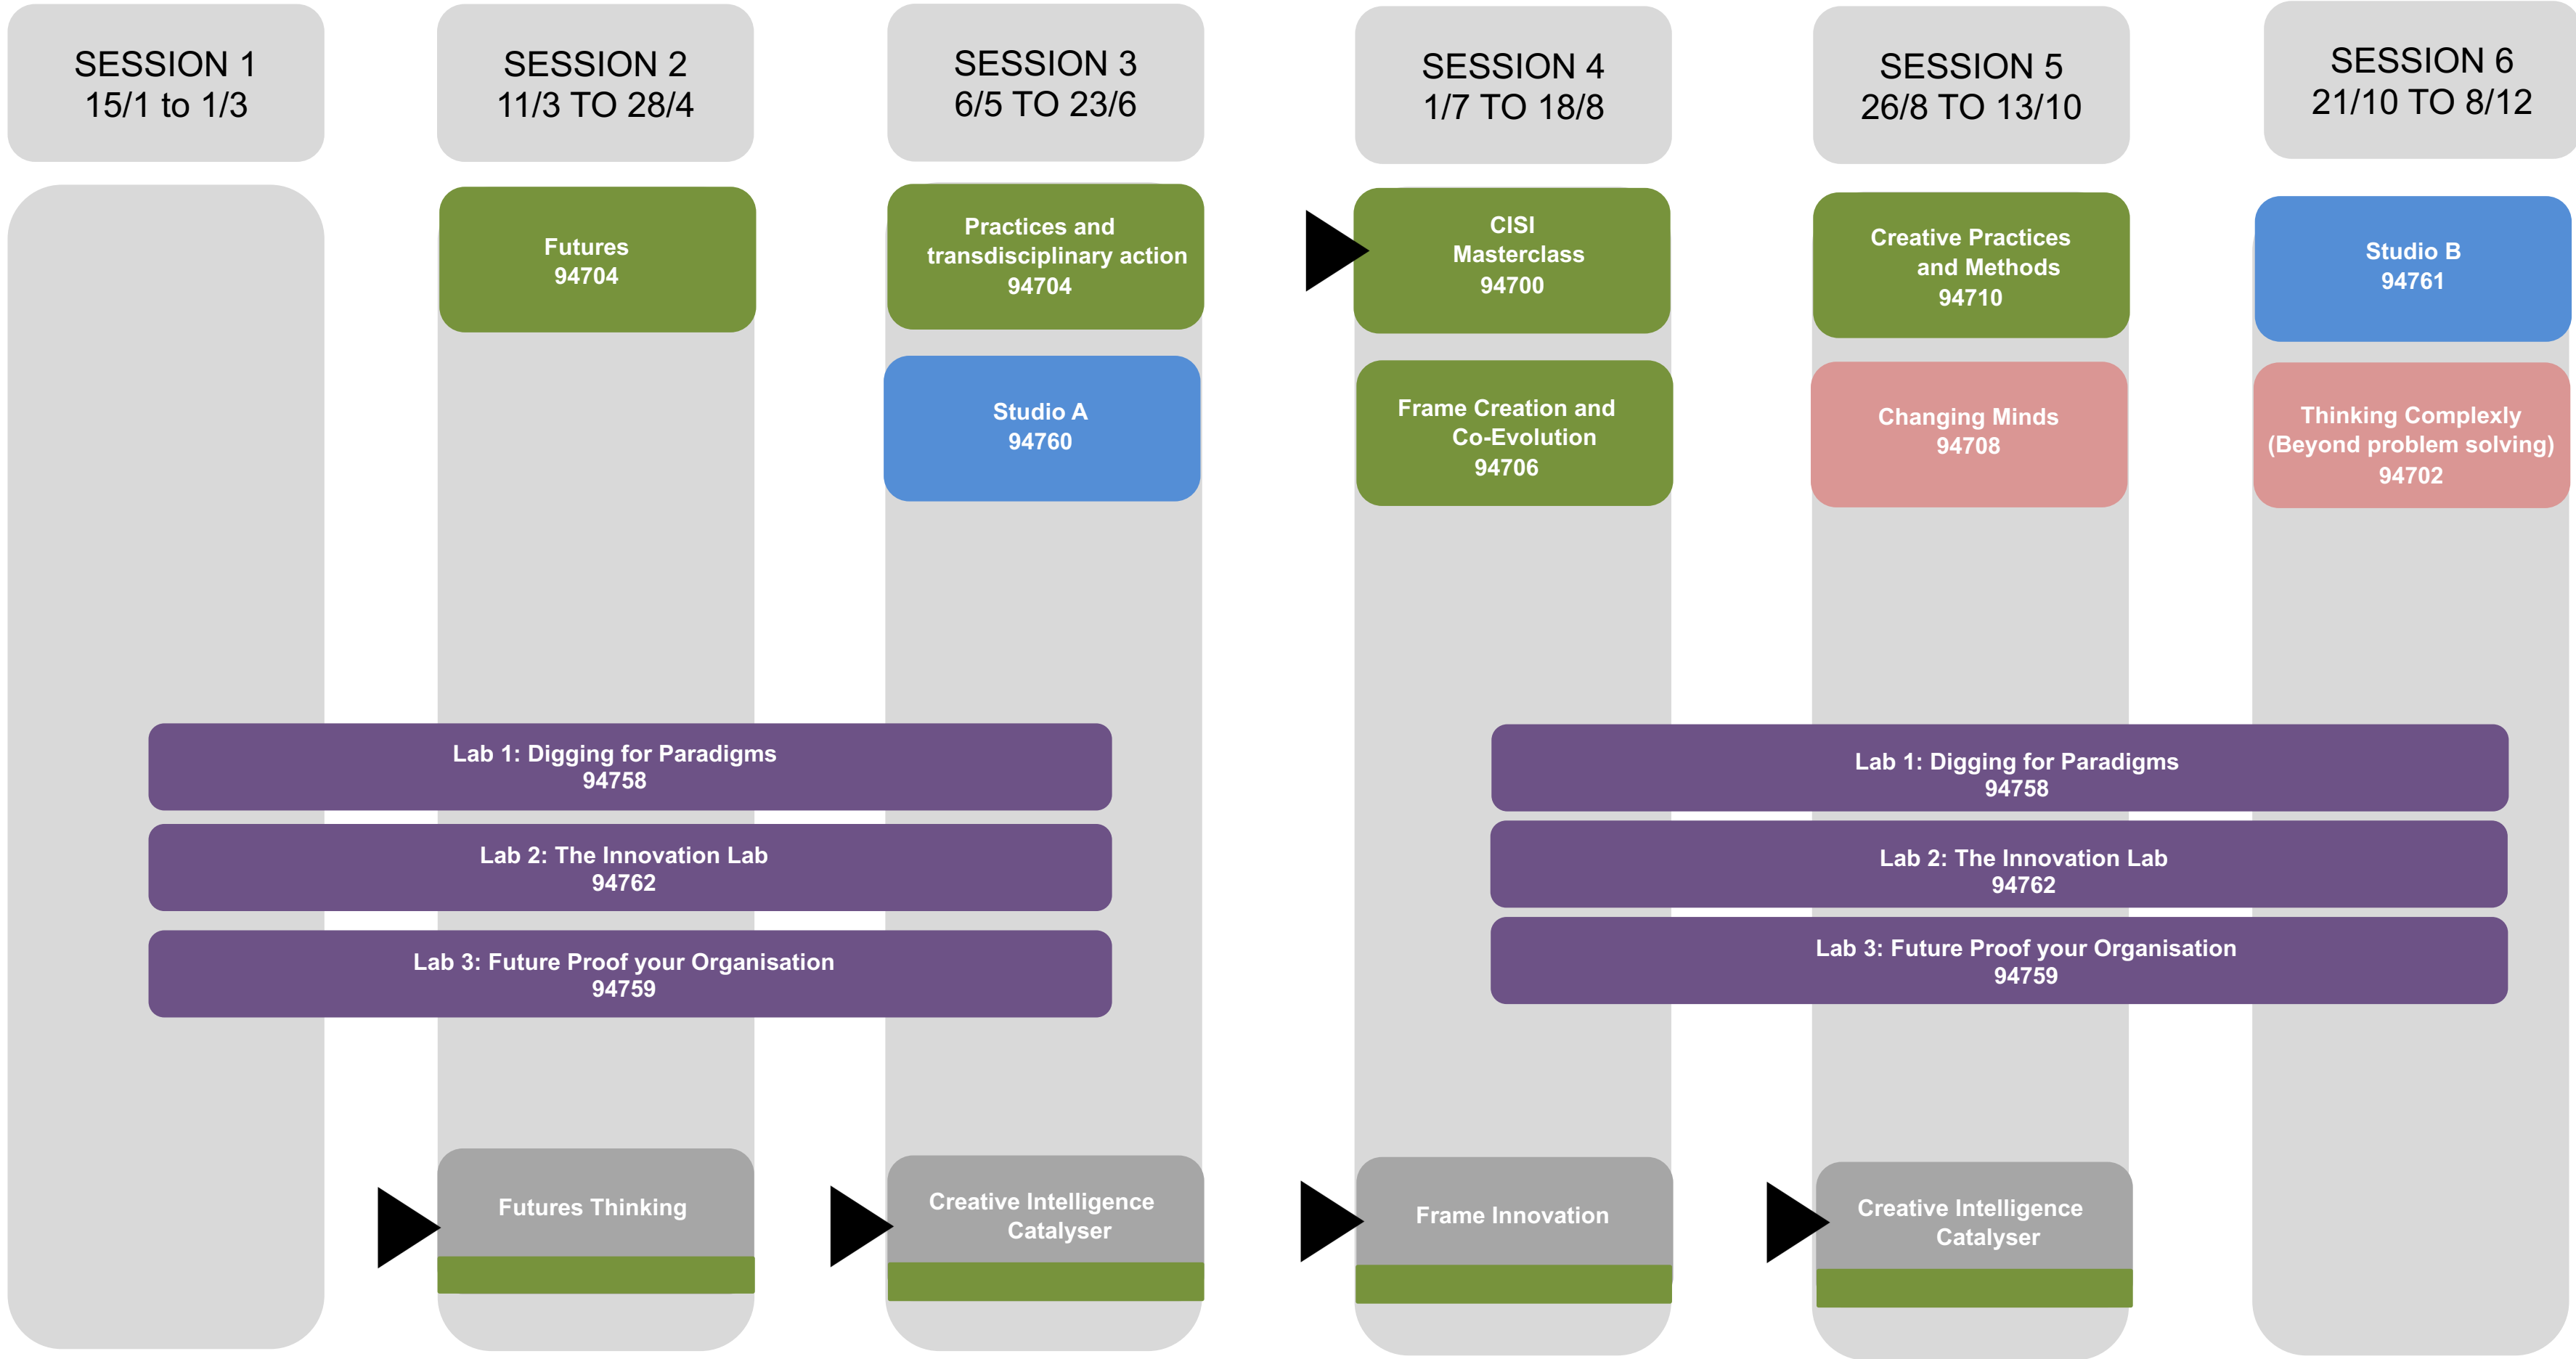 SESSION 1
15/1 to 1/3
SESSION 2
11/3 TO 28/4
SESSION 3
6/5 TO 23/6
SESSION 4
1/7 TO 18/8
SESSION 5
26/8 TO 13/10
SESSION 6
21/10 TO 8/12
Futures
94704
Practices and
transdisciplinary action
94704
CISI
Masterclass
94700
Creative Practices
and Methods
94710
Studio B
94761
Studio A
94760
Frame Creation and
Co-Evolution
94706
Changing Minds
94708
Thinking Complexly
(Beyond problem solving)
94702
Lab 1: Digging for Paradigms
94758
Lab 1: Digging for Paradigms
94758
Lab 2: The Innovation Lab
94762
Lab 2: The Innovation Lab
94762
Lab 3: Future Proof your Organisation
94759
Lab 3: Future Proof your Organisation
94759
Futures Thinking
Creative Intelligence
Catalyser
Frame Innovation
Creative Intelligence
Catalyser